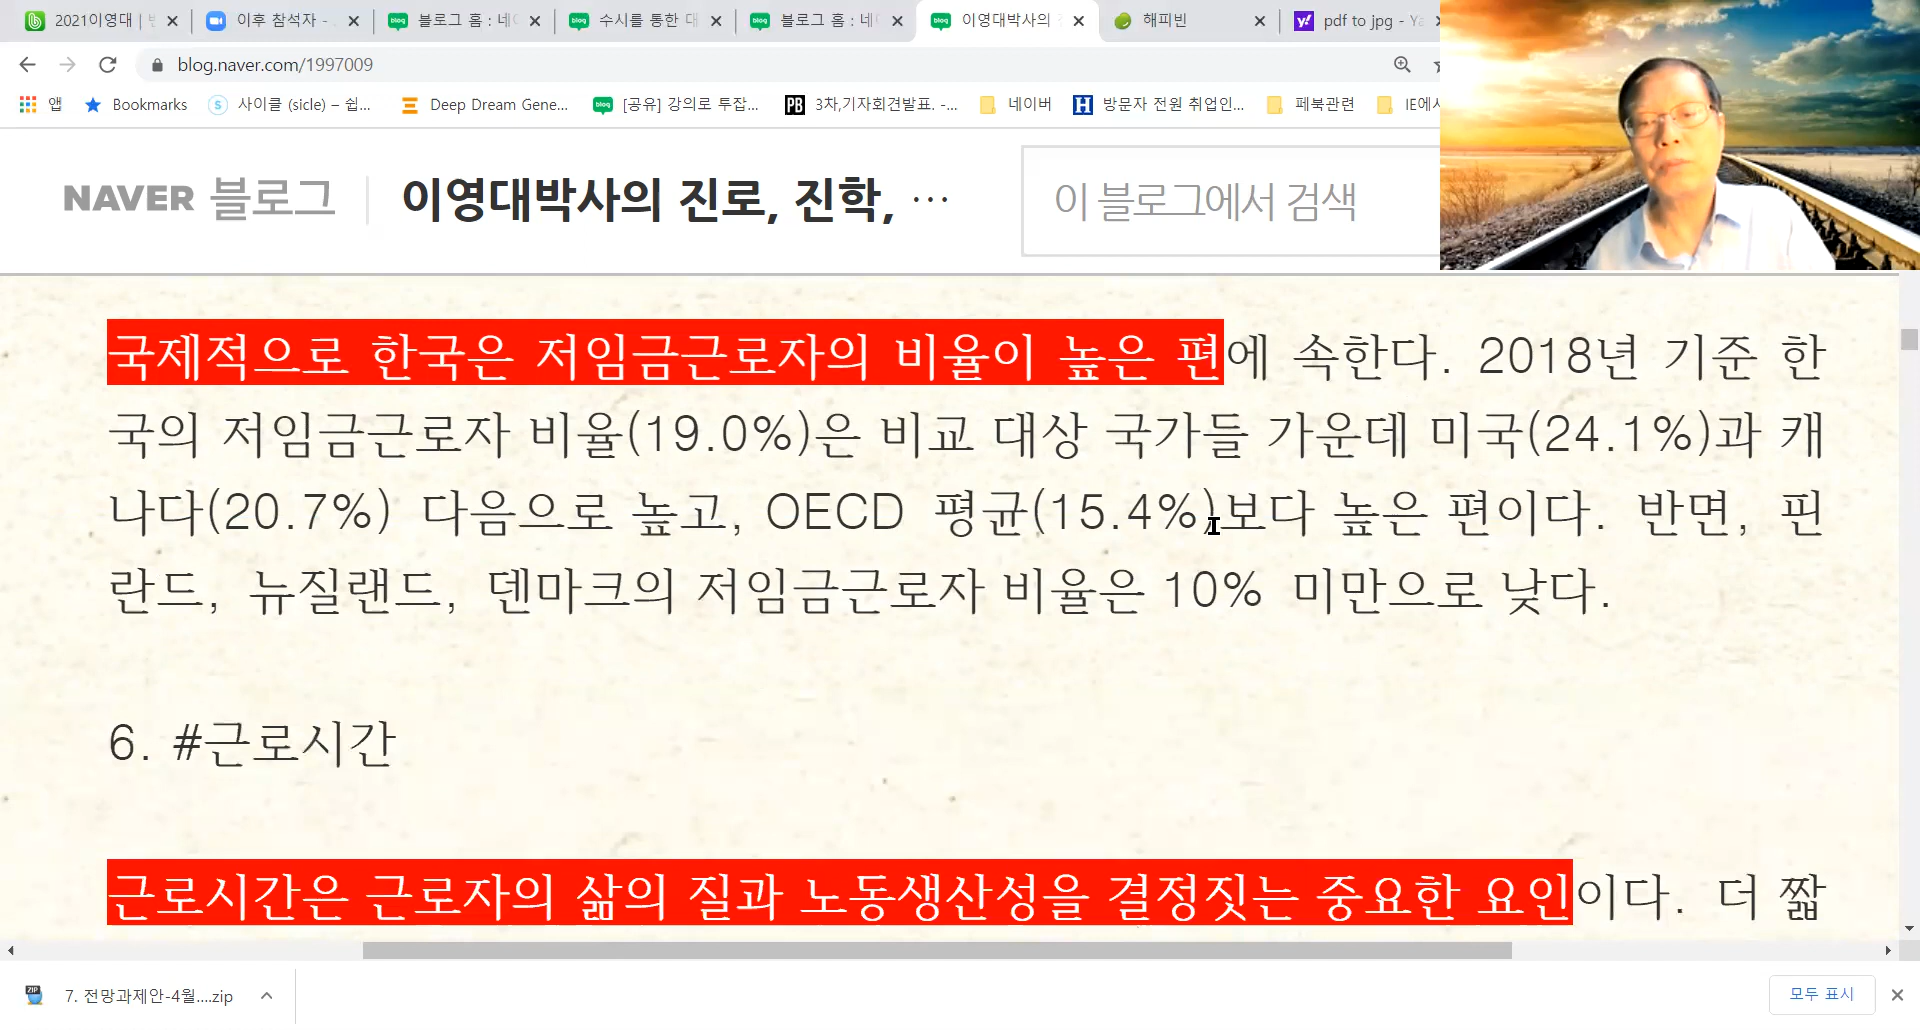 2021이영대 |
이후 참석자 -
블로그 홈 : 네이
수시를 통한 대
블로그 홈 : 네이
이영대박사의
해피빈
pdf to jpg - Ya
blog.naver.com/1997009
앱
Bookmarks
사이클 (sicle) – 쉽...
Deep Dream Gene...
[공유] 강의로 투잡...
3차,기자회견발표. -...
네이버
방문자 전원 취업인...
페북관련
IE에서
NAVER 블로그
이영대박사의 진로, 진학, ···
이 블로그에서 검색
국제적으로 한국은 저임금근로자의 비율이 높은 편에 속한다. 2018년 기준 한
국의 저임금근로자 비율(19.0%)은 비교 대상 국가들 가운데 미국(24.1%)과 캐
나다(20.7%) 다음으로 높고, OECD 평균(15.4%)보다 높은 편이다. 반면, 핀
란드, 뉴질랜드, 덴마크의 저임금근로자 비율은 10% 미만으로 낮다.
6. #근로시간
근로시간은 근로자의 삶의 질과 노동생산성을 결정짓는 중요한 요인이다. 더 짧
7. 전망과제안-4월....zip
모두 표시